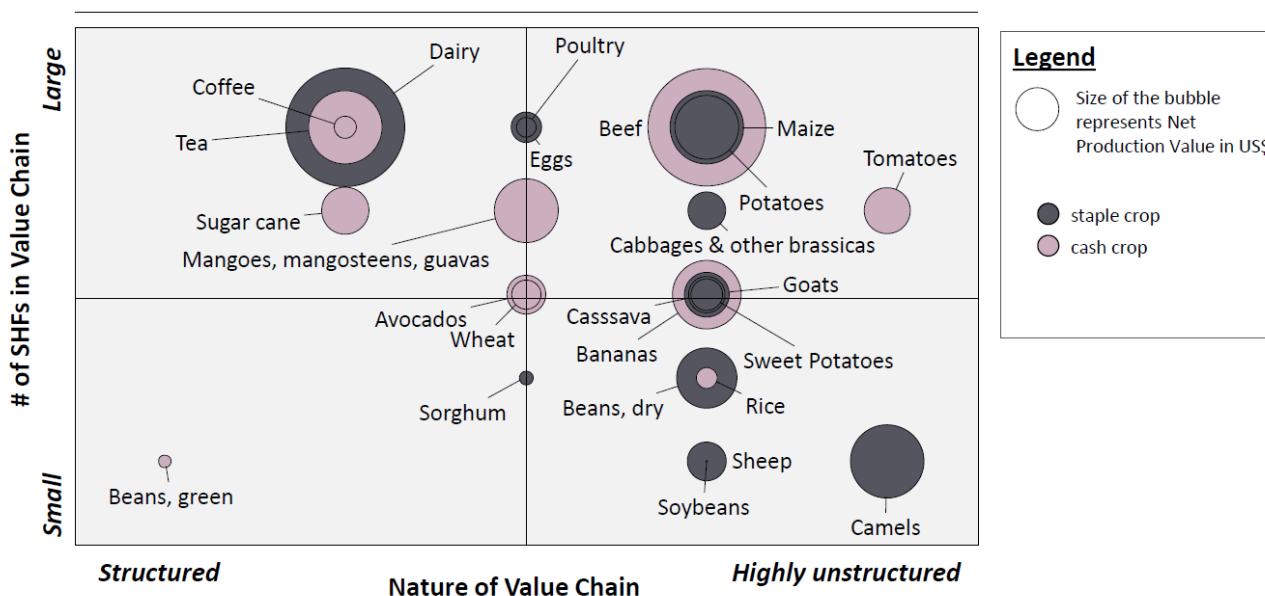 Large
# of SHFs in Value Chain
Small
Dairy
Coffee
Tea
Sugar cane
Poultry
Eggs
Mangoes, mangosteens, guavas
Beef
Maize
Potatoes
Tomatoes
Cabbages & other brassicas
Avocados
Wheat
Goats
Casssava
Bananas
Sweet Potatoes
Sorghum
Beans, dry
Rice
Beans, green
Sheep
Soybeans
Camels
Structured
Nature of Value Chain
Highly unstructured
Legend
Size of the bubble
represents Net
Production Value in US$
staple crop
cash crop